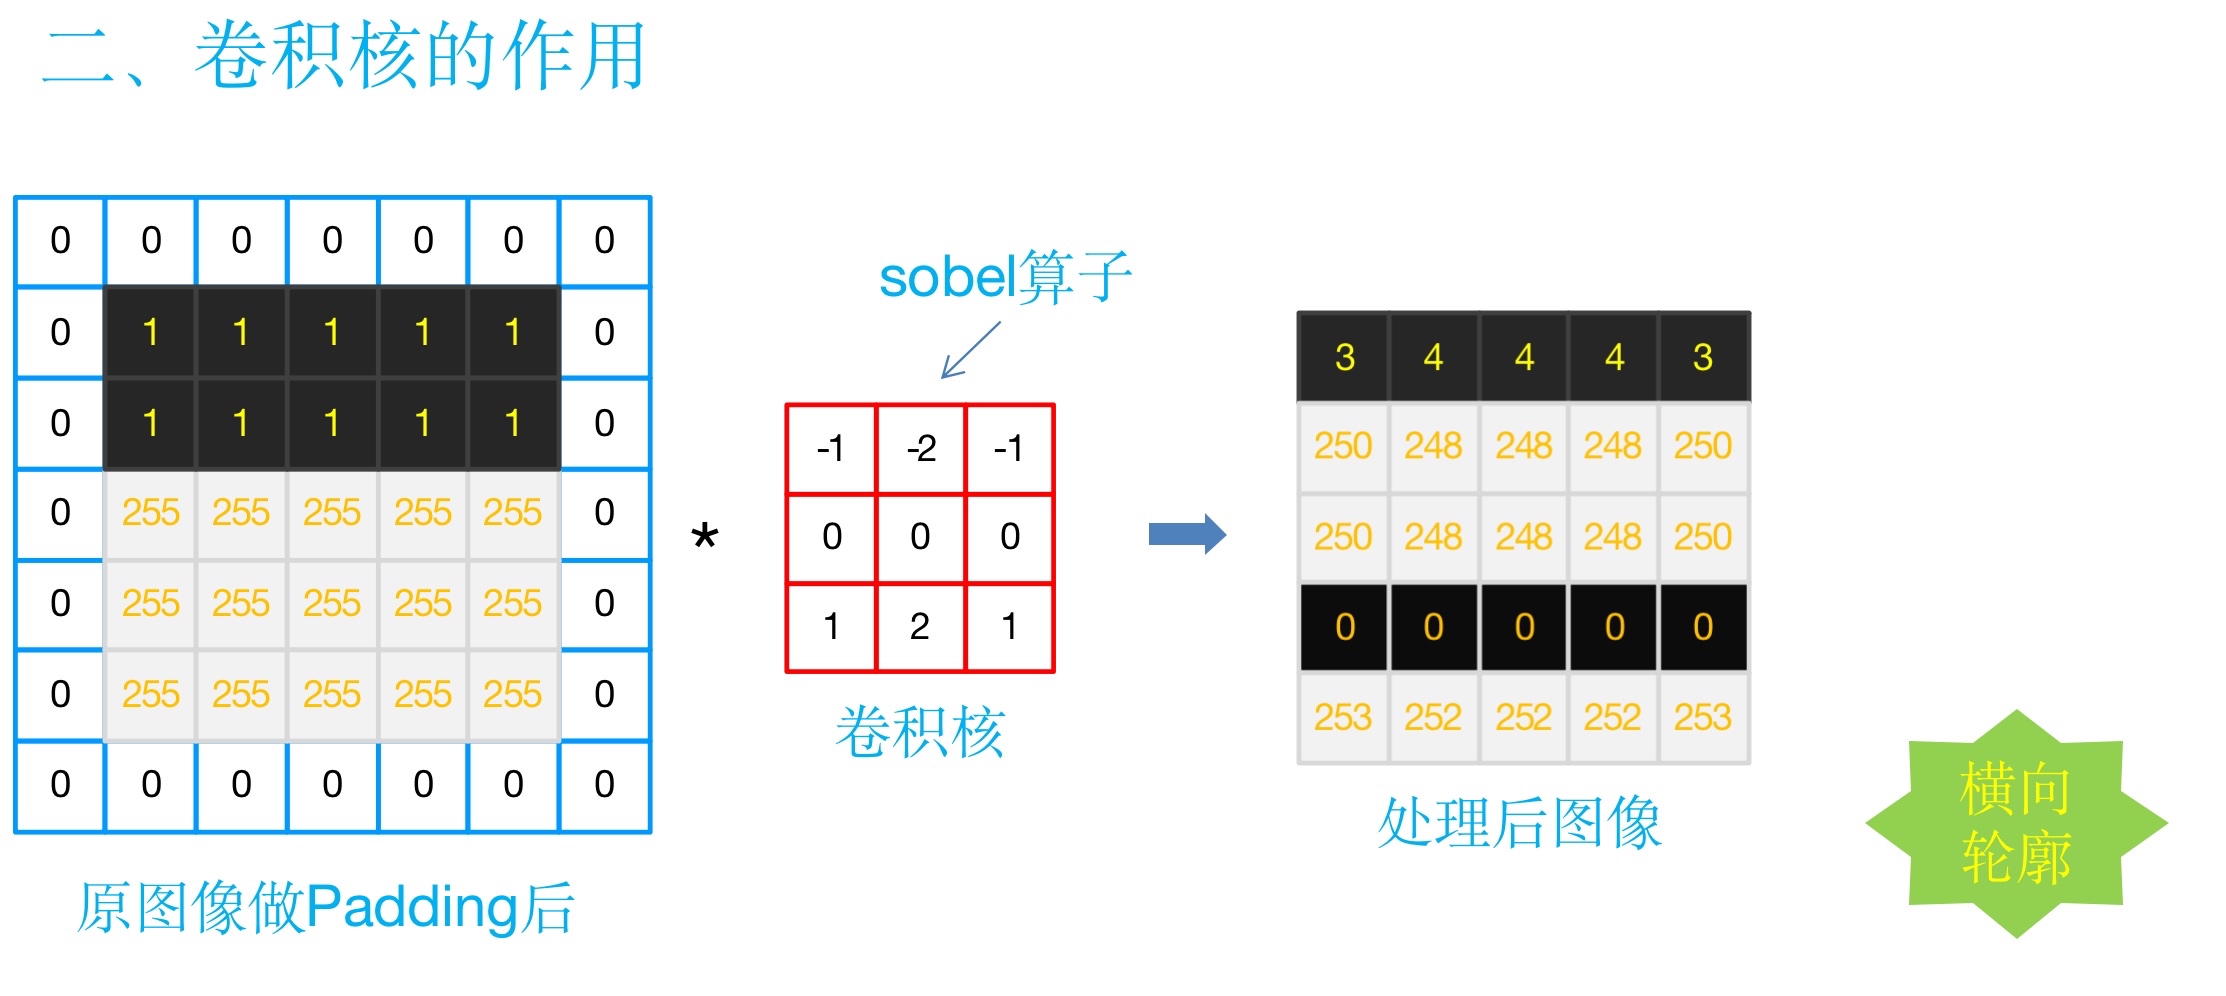 二、卷积核的作用
0 0 0 0 0 0 0
0 1 1 1 1 1 0
0 1 1 1 1 1 0
0 255 255 255 255 255 0
0 255 255 255 255 255 0
0 255 255 255 255 255 0
0 0 0 0 0 0 0
原图像做Padding后
*
sobel算子
-1 -2 -1
0 0 0
1 2 1
卷积核
3 4 4 4 3
250 248 248 248 250
250 248 248 248 250
0 0 0 0 0
253 252 252 252 253
处理后图像
横向
轮廓